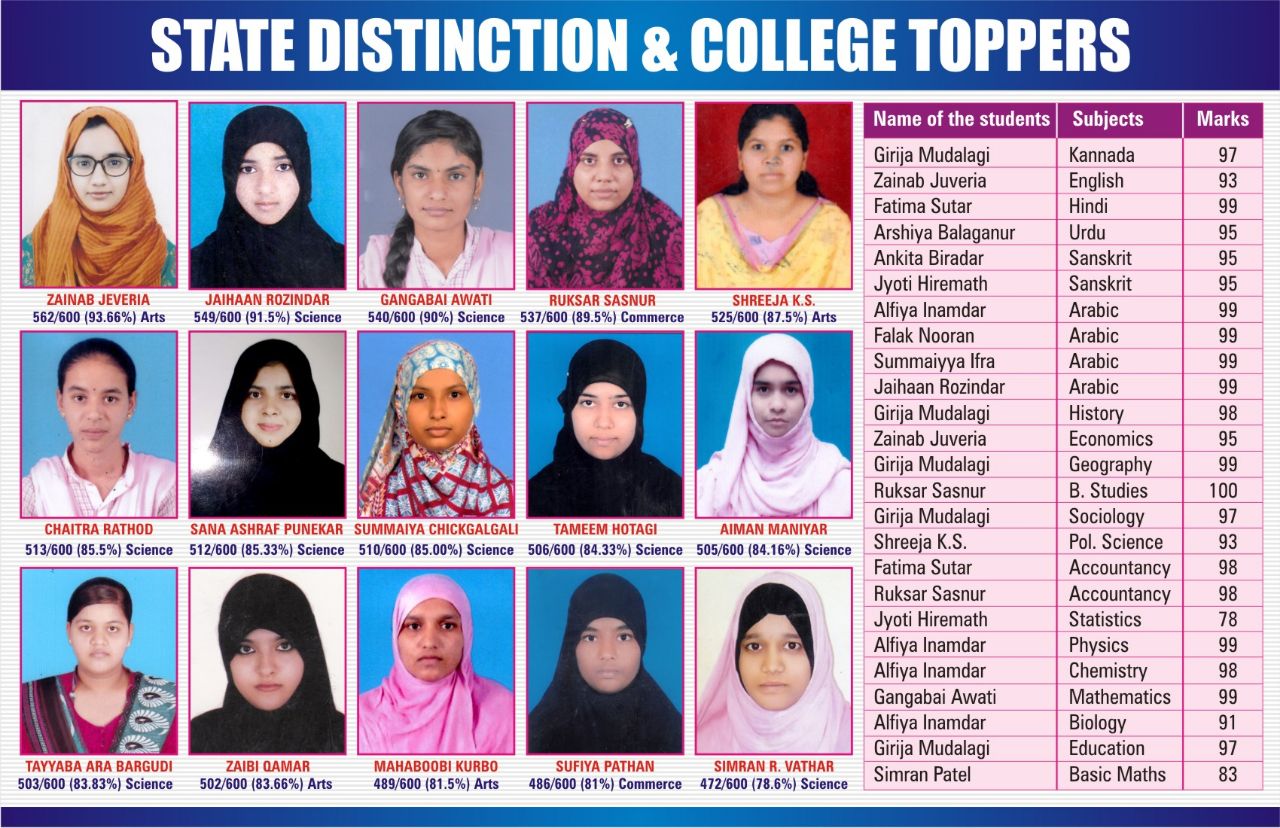 STATE DISTINCTION & COLLEGE TOPPERS
ZAINAB JEVERIA
562/600 (93.66%) Arts
JAIHAAN ROZINDAR
549/600 (91.5%) Science
GANGABAI AWATI
540/600 (90%) Science
RUKSAR SASNUR
537/600 (89.5%) Commerce
SHREEJA K.S.
525/600 (87.5%) Arts
CHAITRA RATHOD
513/600 (85.5%) Science
SANA ASHRAF PUNEKAR
512/600 (85.33%) Science
SUMMAIYA CHICKGALGALI
510/600 (85.00%) Science
TAMEEM HOTAGI
506/600 (84.33%) Science
AIMAN MANIYAR
505/600 (84.16%) Science
TAYYABA ARA BARGUDI
503/600 (83.83%) Science
ZAIBI QAMAR
502/600 (83.66%) Arts
MAHABOOBI KURBO
489/600 (81.5%) Arts
SUFIYA PATHAN
486/600 (81%) Commerce
SIMRAN R. VATHAR
472/600 (78.6%) Science
Name of the students Subjects Marks
Girija Mudalagi Kannada 97
Zainab Juveria English 93
Fatima Sutar Hindi 99
Arshiya Balaganur Urdu 95
Ankita Biradar Sanskrit 95
Jyoti Hiremath Sanskrit 95
Alfiya Inamdar Arabic 99
Falak Nooran Arabic 99
Summaiyya Ifra Arabic 99
Jaihaan Rozindar Arabic 99
Girija Mudalagi History 98
Zainab Juveria Economics 95
Girija Mudalagi Geography 99
Ruksar Sasnur B. Studies 100
Girija Mudalagi Sociology 97
Shreeja K.S. Pol. Science 93
Fatima Sutar Accountancy 98
Ruksar Sasnur Accountancy 98
Jyoti Hiremath Statistics 78
Alfiya Inamdar Physics 99
Alfiya Inamdar Chemistry 98
Gangabai Awati Mathematics 99
Alfiya Inamdar Biology 91
Girija Mudalagi Education 97
Simran Patel Basic Maths 83